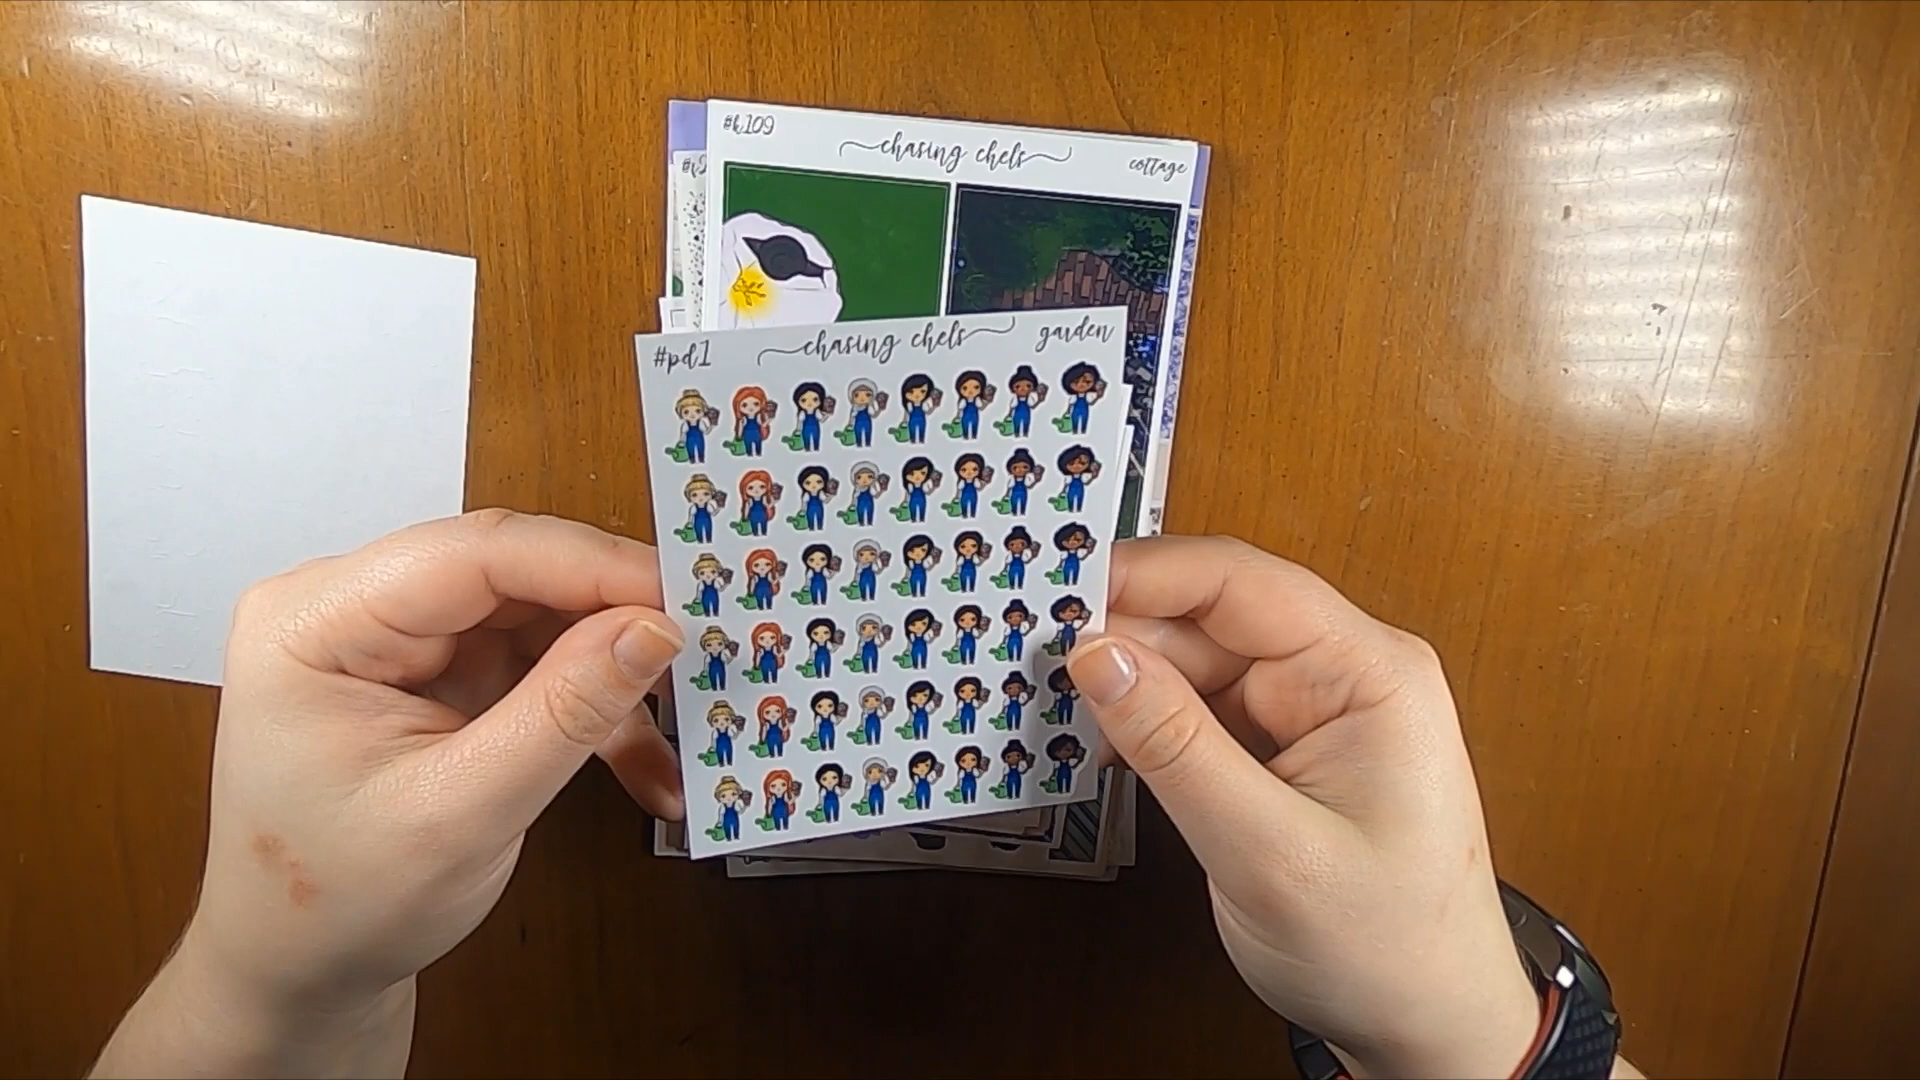 #k109
chasing chels
cottage
#pd1
chasing chels
garden